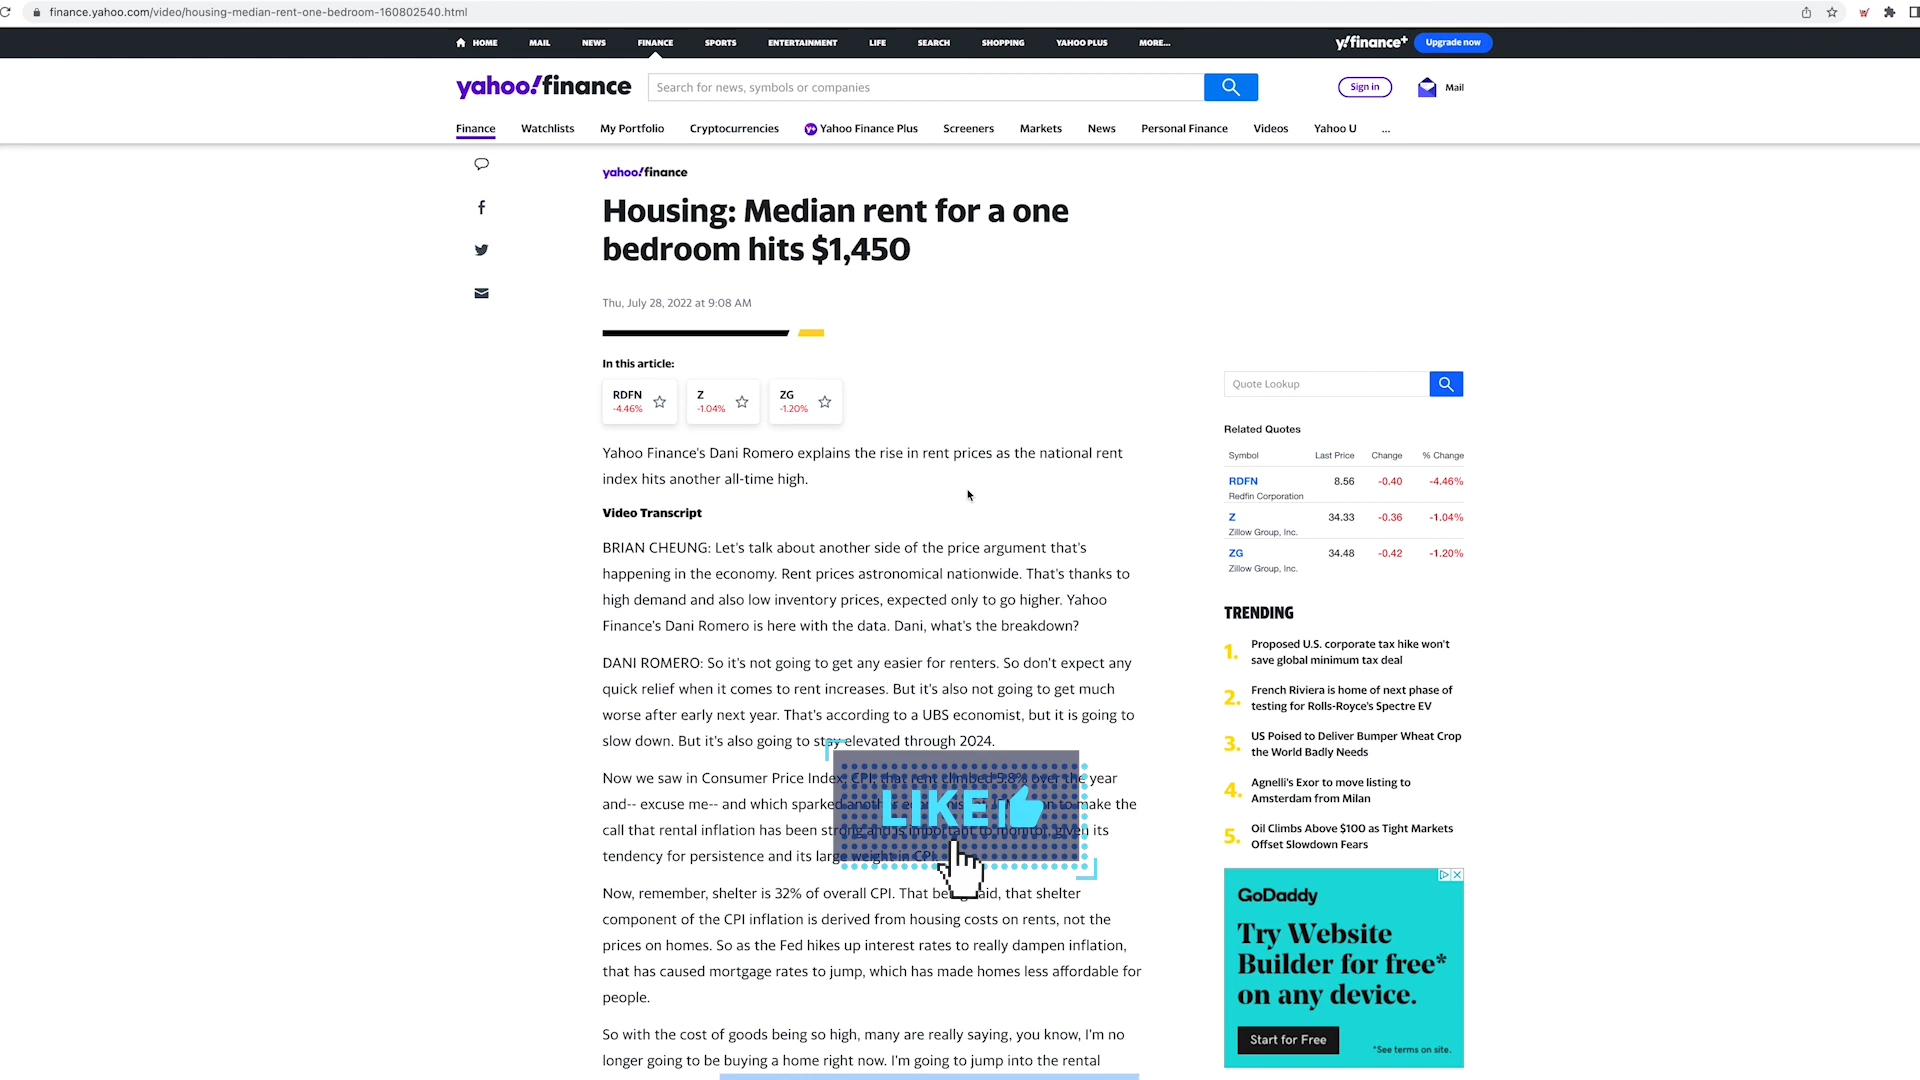 finance.yahoo.com/video/housing-median-rent-one-bedroom-160802540.html
HOME MAIL NEWS FINANCE SPORTS ENTERTAINMENT LIFE SEARCH SHOPPING YAHOO PLUS MORE...
y!finance+ Upgrade now
yahoo!finance
Search for news, symbols or companies
Sign in
Mail
Finance Watchlists My Portfolio Cryptocurrencies Yahoo Finance Plus Screeners Markets News Personal Finance Videos Yahoo U ...
yahoo!finance
Housing: Median rent for a one
bedroom hits $1,450
Thu, July 28, 2022 at 9:08 AM
In this article:
RDFN
-4.46%
Z
-1.04%
ZG
-1.20%
Yahoo Finance's Dani Romero explains the rise in rent prices as the national rent
index hits another all-time high.
Video Transcript
BRIAN CHEUNG: Let's talk about another side of the price argument that's
happening in the economy. Rent prices astronomical nationwide. That's thanks to
high demand and also low inventory prices, expected only to go higher. Yahoo
Finance's Dani Romero is here with the data. Dani, what's the breakdown?
DANI ROMERO: So it's not going to get any easier for renters. So don't expect any
quick relief when it comes to rent increases. But it's also not going to get much
worse after early next year. That's according to a UBS economist, but it is going to
slow down. But it's also going to stay elevated through 2024.
Now we saw in Consumer Price Index, CPI, that rent climbed 5.8% over the year
and-- excuse me-- and which sparked another to make the
call that rental inflation has been strong and is important to monitor, given its
tendency for persistence and its large weight in CPI.
LIKE
Now, remember, shelter is 32% of overall CPI. That being said, that shelter
component of the CPI inflation is derived from housing costs on rents, not the
prices on homes. So as the Fed hikes up interest rates to really dampen inflation,
that has caused mortgage rates to jump, which has made homes less affordable for
people.
So with the cost of goods being so high, many are really saying, you know, I'm no
longer going to be buying a home right now. I'm going to jump into the rental
Quote Lookup
Related Quotes
Symbol Last Price Change % Change
RDFN 8.56 -0.40 -4.46%
Redfin Corporation
Z 34.33 -0.36 -1.04%
Zillow Group, Inc.
ZG 34.48 -0.42 -1.20%
Zillow Group, Inc.
TRENDING
1. Proposed U.S. corporate tax hike won't
save global minimum tax deal
2. French Riviera is home of next phase of
testing for Rolls-Royce's Spectre EV
3. US Poised to Deliver Bumper Wheat Crop
the World Badly Needs
4. Agnelli's Exor to move listing to
Amsterdam from Milan
5. Oil Climbs Above $100 as Tight Markets
Offset Slowdown Fears
GoDaddy
Try Website
Builder for free*
on any device.
Start for Free
*See terms on site.